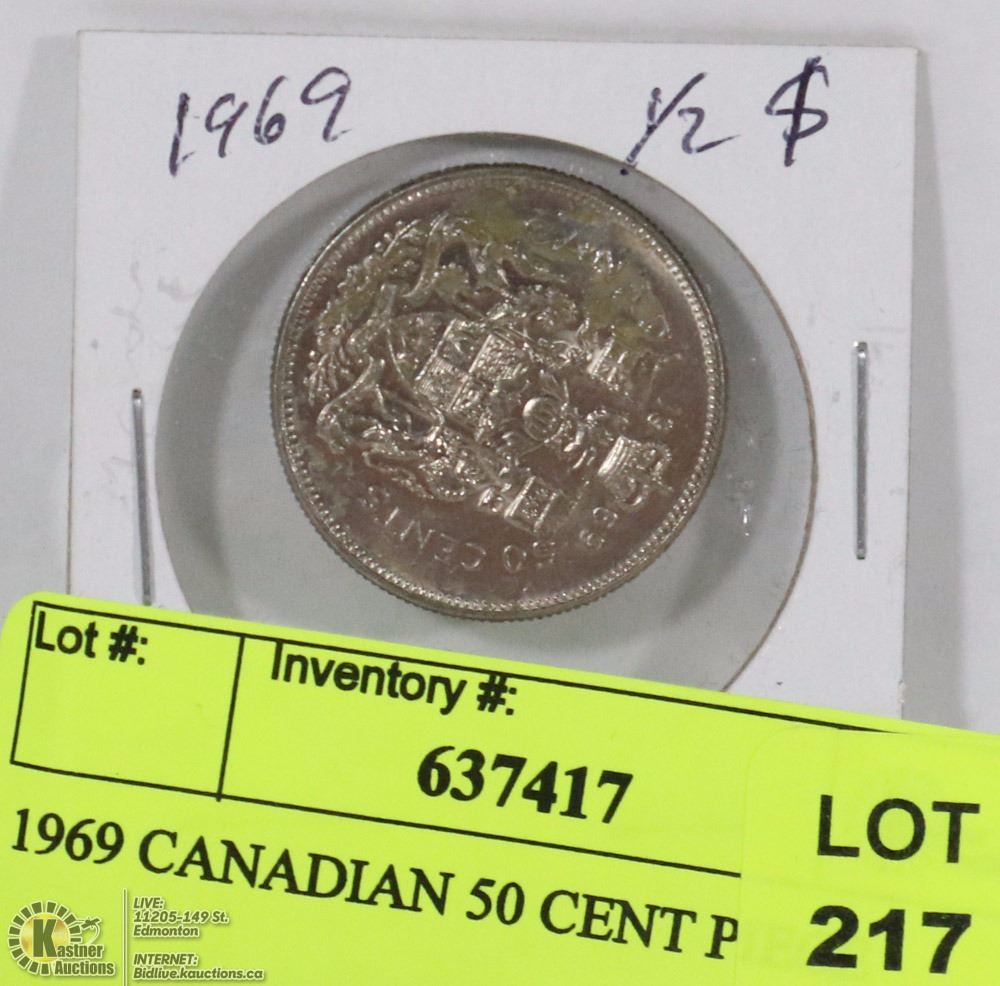 1969 1/2 $
50 CENTS
Lot #: Inventory #:
637417
1969 CANADIAN 50 CENT P
LOT
217
Kastner
Auctions
LIVE:
11205-149 St.
Edmonton
INTERNET:
Bidlive.kauctions.ca